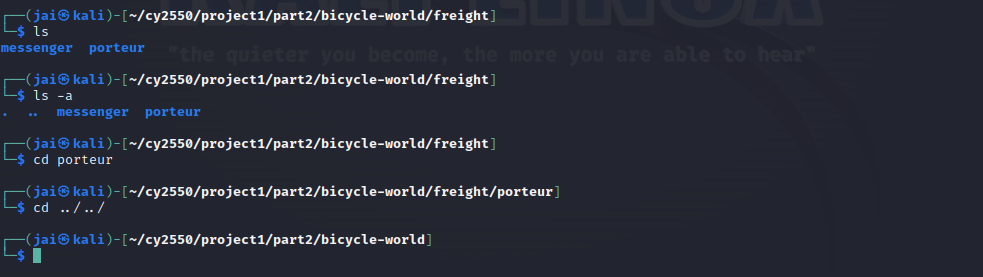 ┌──(jai㉿kali)-[~/cy2550/project1/part2/bicycle-world/freight]
└─$ ls
messenger  porteur
"the quieter you become, the more you are able to hear"
┌──(jai㉿kali)-[~/cy2550/project1/part2/bicycle-world/freight]
└─$ ls -a
.  ..  messenger  porteur
┌──(jai㉿kali)-[~/cy2550/project1/part2/bicycle-world/freight]
└─$ cd porteur
┌──(jai㉿kali)-[~/cy2550/project1/part2/bicycle-world/freight/porteur]
└─$ cd ../../
┌──(jai㉿kali)-[~/cy2550/project1/part2/bicycle-world]
└─$